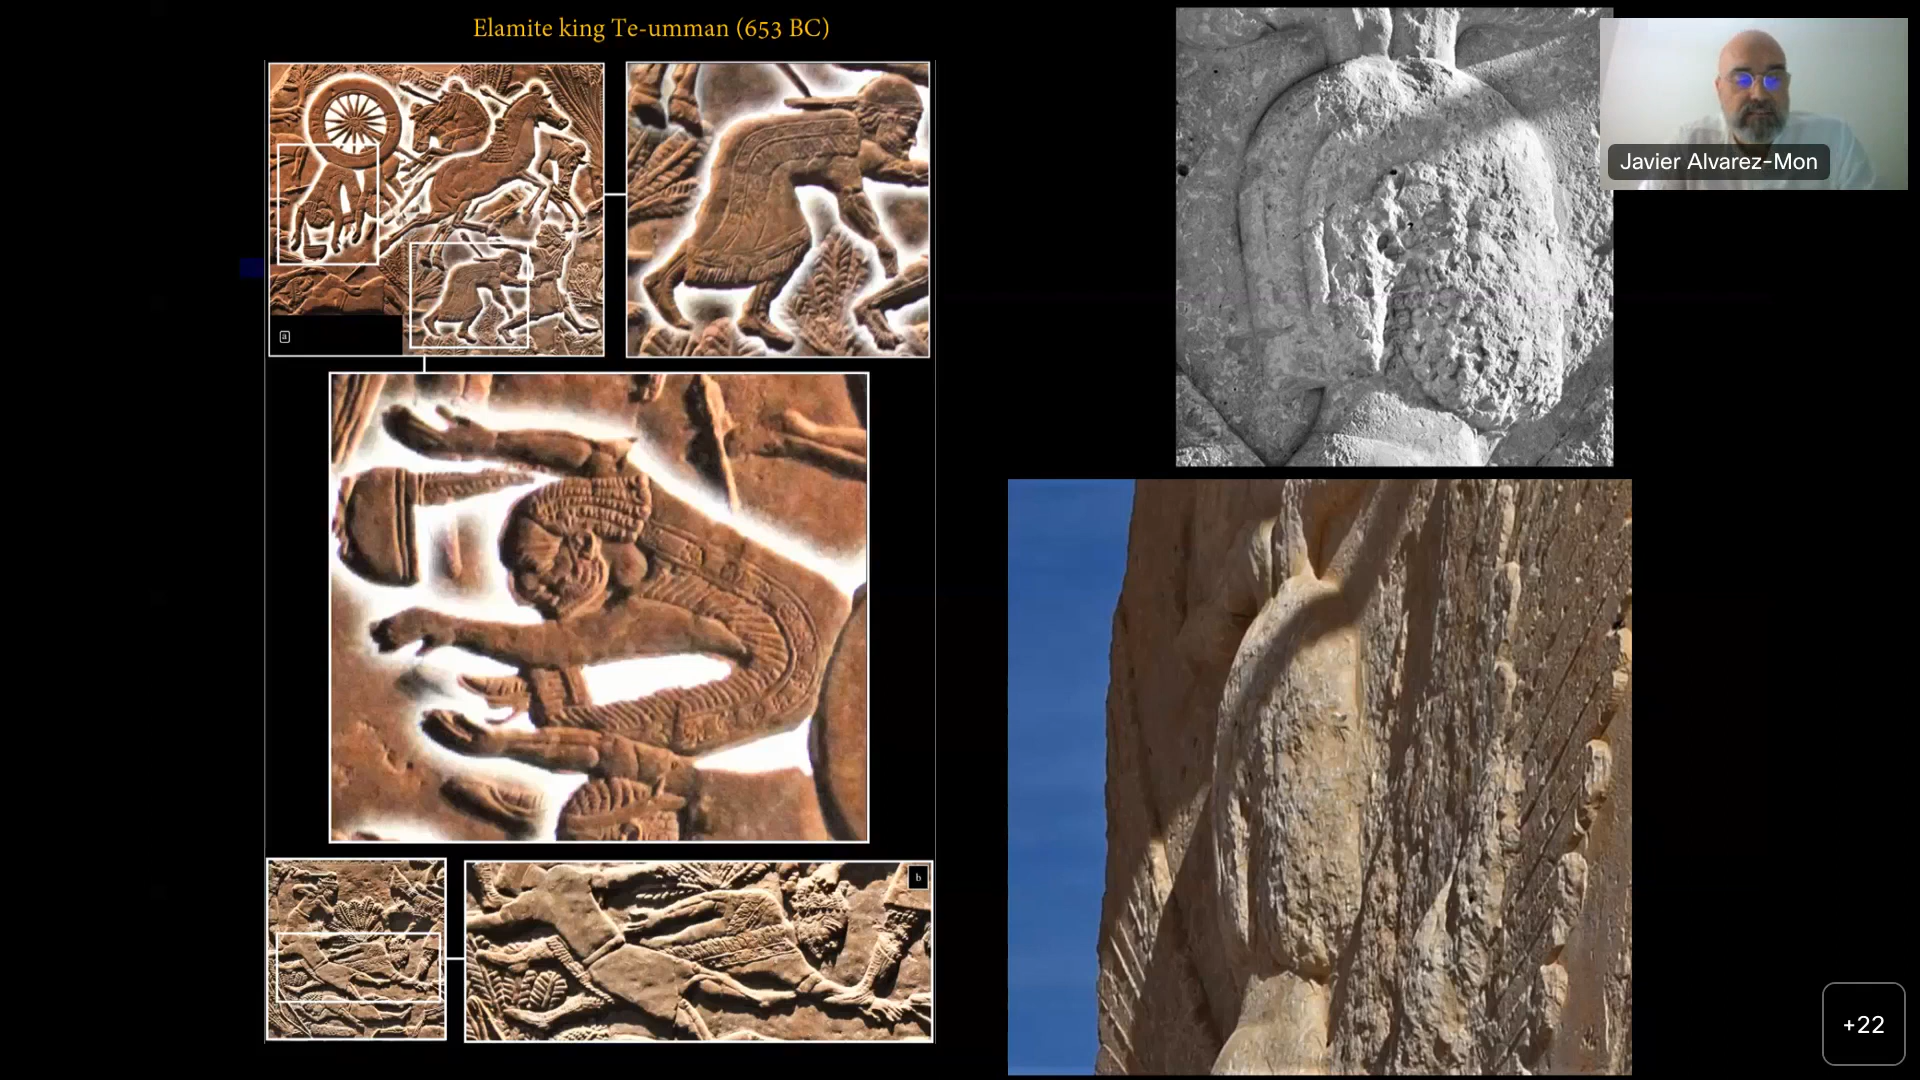 Elamite king Te-umman (653 BC)
Javier Alvarez-Mon
a
b
+22